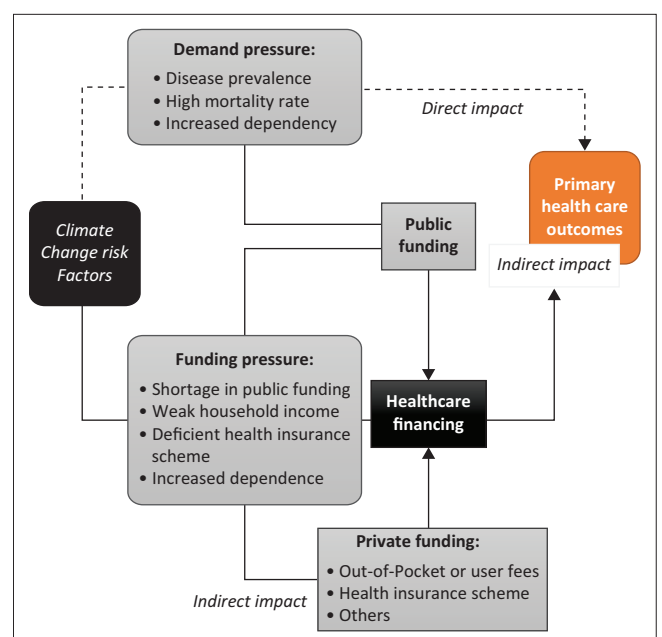 Demand pressure:
• Disease prevalence
• High mortality rate
• Increased dependency
Direct impact
Primary
health care
outcomes
Indirect impact
Climate
Change risk
Factors
Public
funding
Funding pressure:
• Shortage in public funding
• Weak household income
• Deficient health insurance
scheme
• Increased dependence
Healthcare
financing
Private funding:
• Out-of-Pocket or user fees
• Health insurance scheme
• Others
Indirect impact